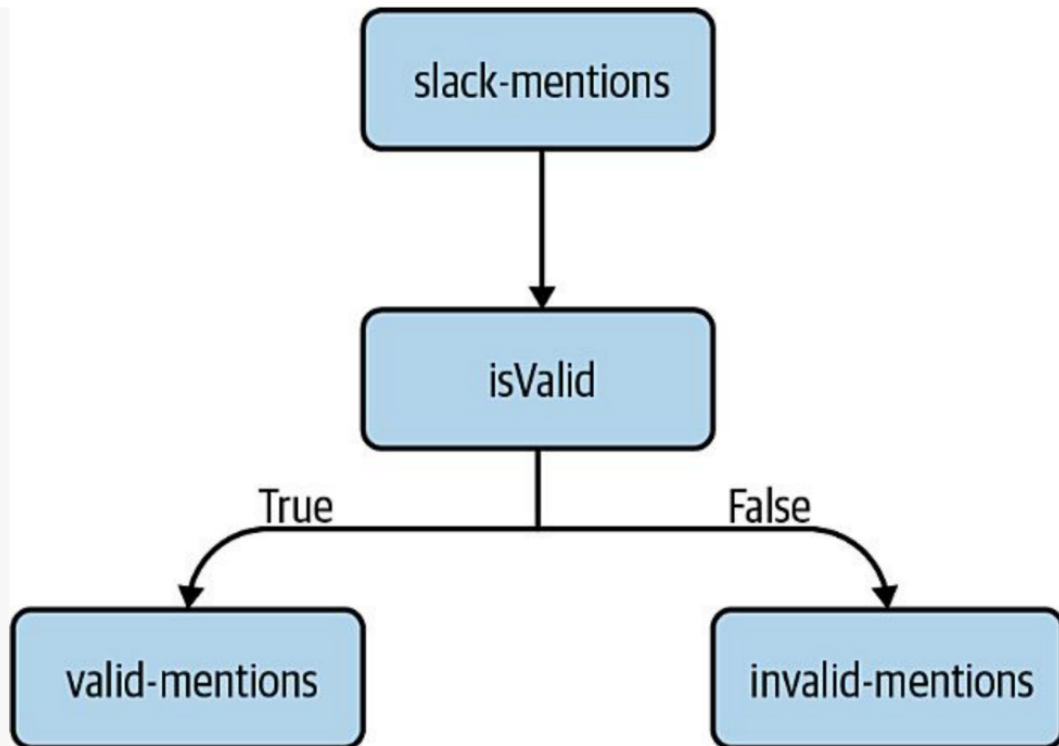 slack-mentions
isValid
True
False
valid-mentions
invalid-mentions